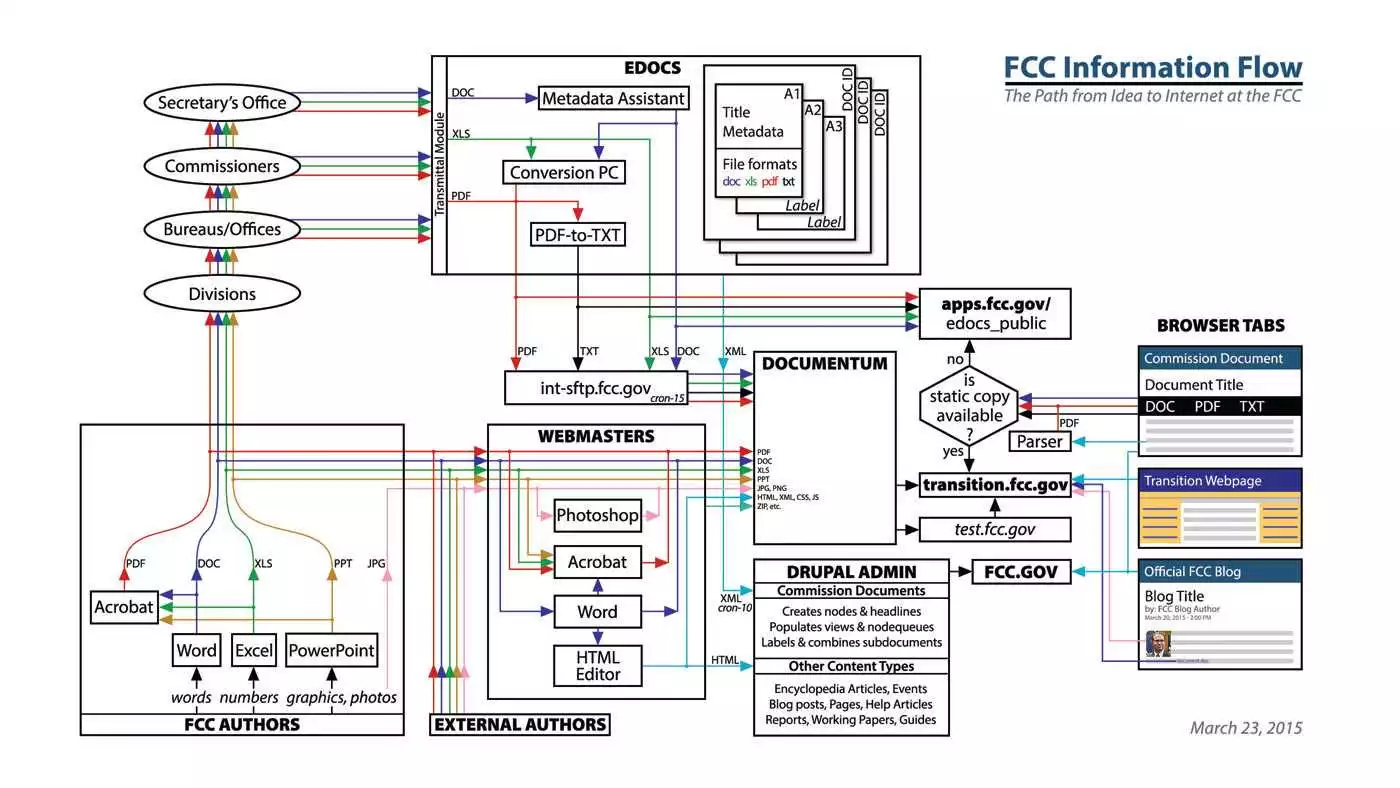 FCC Information Flow
The Path from Idea to Internet at the FCC
Secretary's Office
Commissioners
Bureaus/Offices
Divisions
EDOCS
Transmittal Module
DOC
Metadata Assistant
XLS
Conversion PC
PDF
PDF-to-TXT
A1
A2
A3
DOC ID
DOC ID
DOC ID
Title
Metadata
File formats
doc xls pdf txt
Label
Label
PDF
TXT
XLS
DOC
XML
int-sftp.fcc.gov
cron-15
apps.fcc.gov/
edocs_public
no
is
static copy
available
?
yes
DOCUMENTUM
PDF
DOC
XLS
PPT
JPG, PNG
HTML, XML, CSS, JS
ZIP, etc.
transition.fcc.gov
test.fcc.gov
FCC.GOV
Parser
PDF
BROWSER TABS
Commission Document
Document Title
DOC PDF TXT
Transition Webpage
Official FCC Blog
Blog Title
by: FCC Blog Author
March 20, 2015 - 2:00 PM
document.doc
WEBMASTERS
Photoshop
Acrobat
Word
HTML
Editor
XML
cron-10
HTML
DRUPAL ADMIN
Commission Documents
Creates nodes & headlines
Populates views & nodequeues
Labels & combines subdocuments
Other Content Types
Encyclopedia Articles, Events
Blog posts, Pages, Help Articles
Reports, Working Papers, Guides
PDF
DOC
XLS
PPT
JPG
Acrobat
Word
Excel
PowerPoint
words
numbers
graphics, photos
FCC AUTHORS
EXTERNAL AUTHORS
March 23, 2015